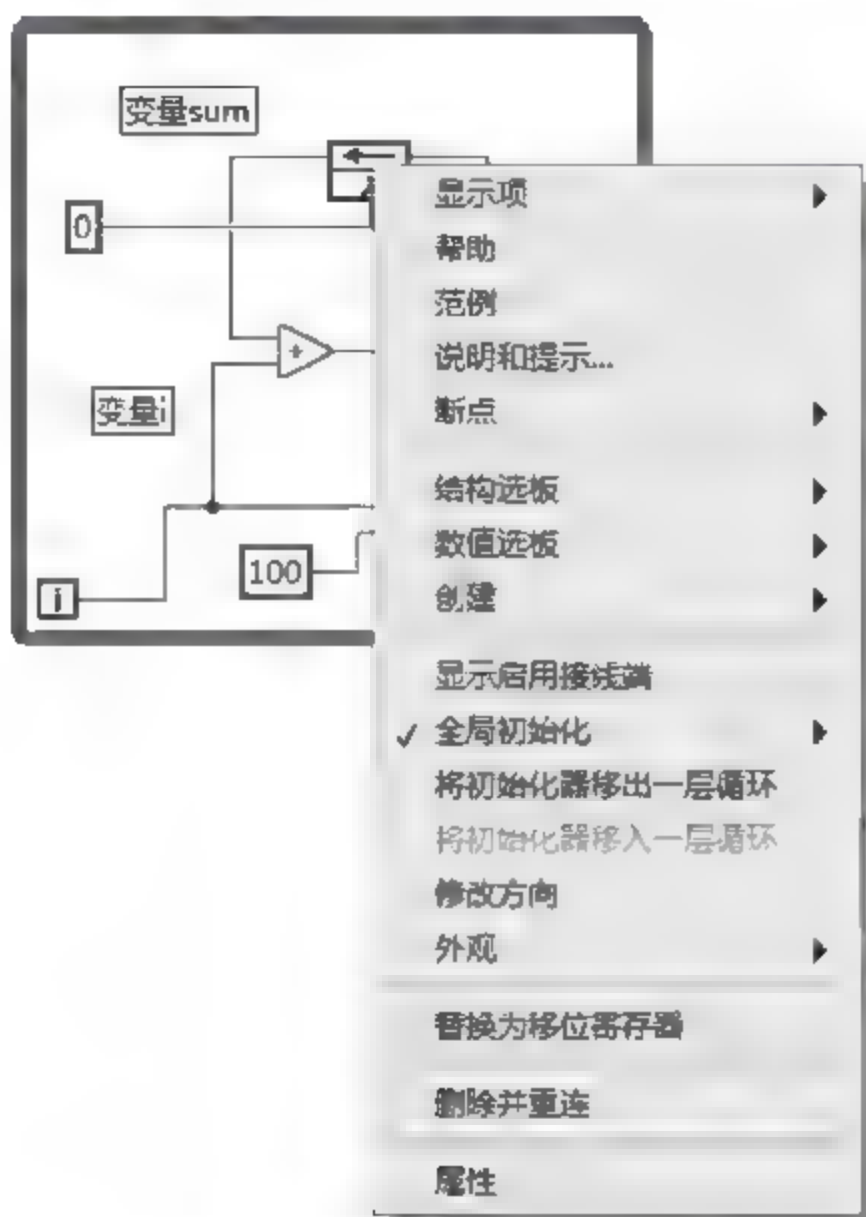 变量sum
0
+
变量i
100
i
显示项
帮助
范例
说明和提示...
断点
结构选板
数值选板
创建
显示启用接线端
✓ 全局初始化
将初始化器移出一层循环
将初始化器移入一层循环
修改方向
外观
替换为移位寄存器
删除并重连
属性